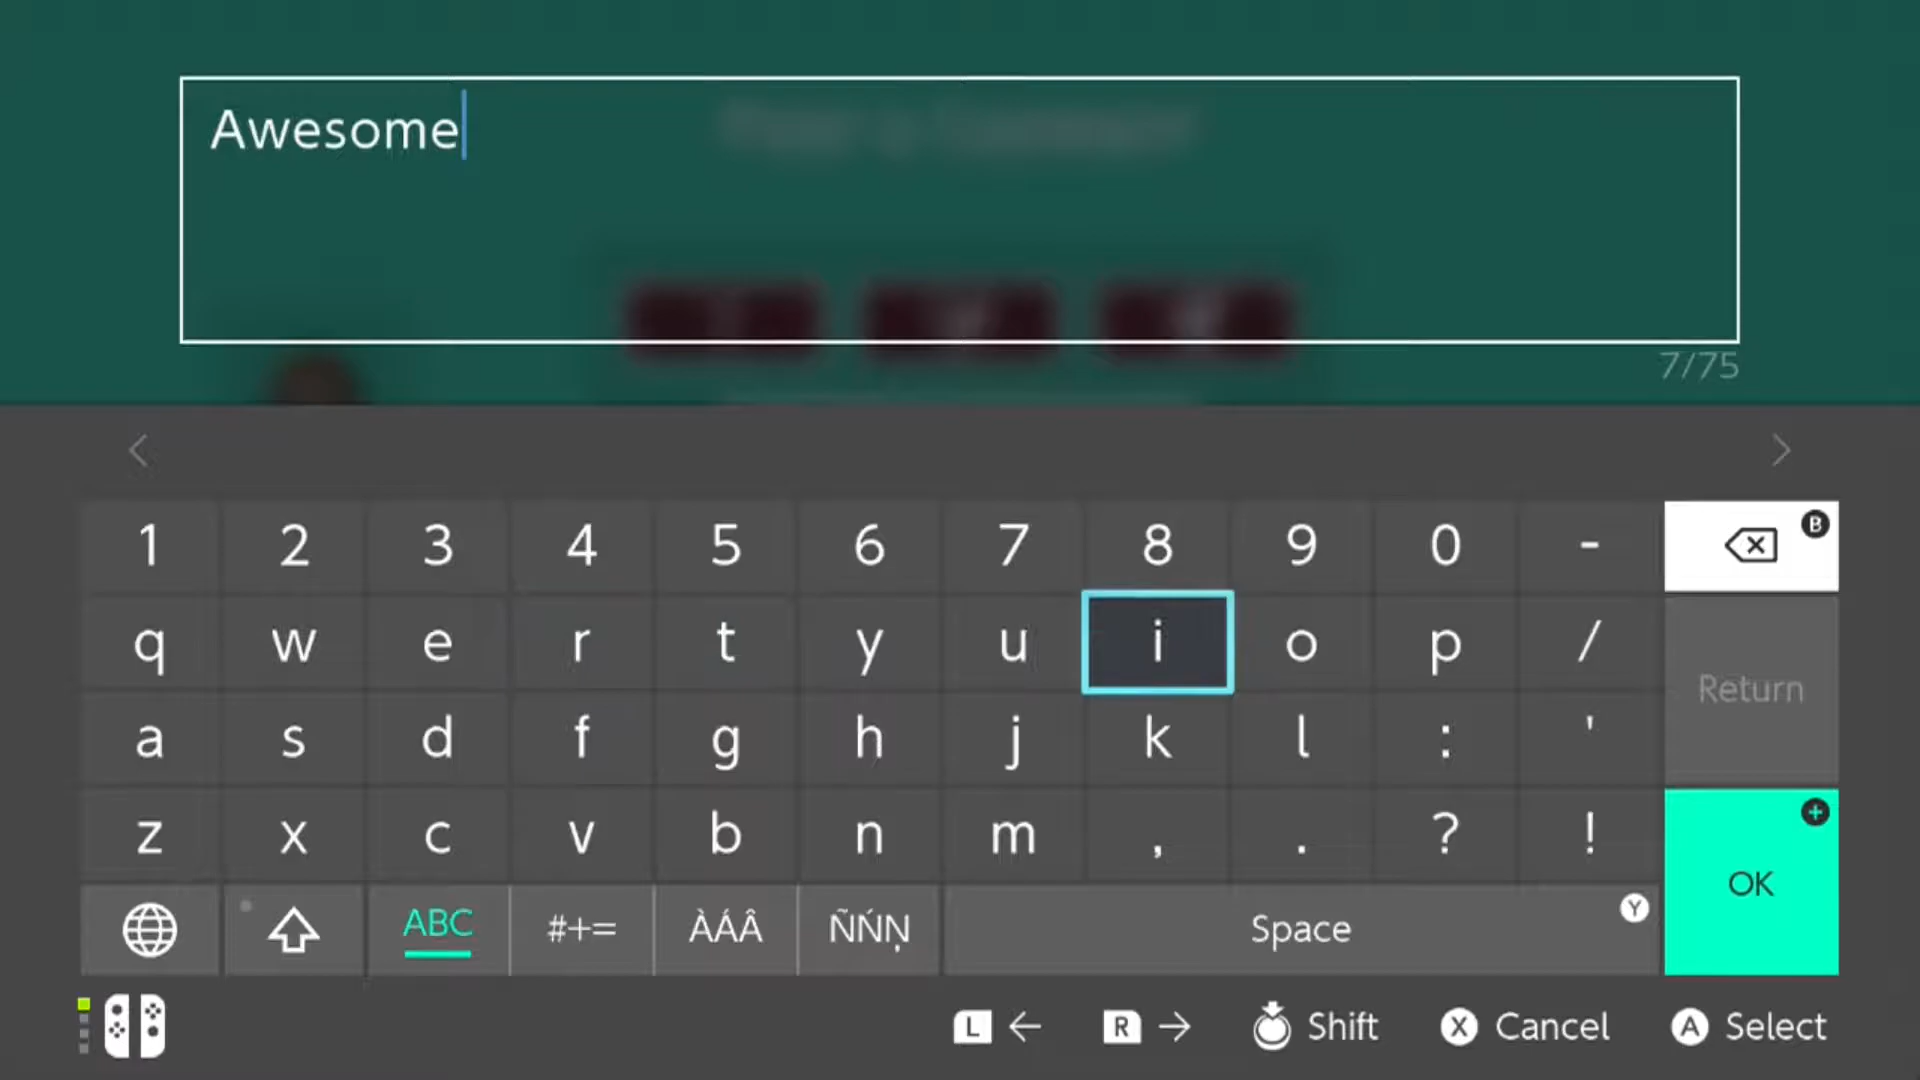 Awesome
7/75
1 2 3 4 5 6 7 8 9 0 - B
q w e r t y u i o p /
Return
a s d f g h j k l : '
z x c v b n m , . ? ! +
OK
ABC #+= ÀÁÂ ÑŃŅ Space Y
L ← R → Shift X Cancel A Select